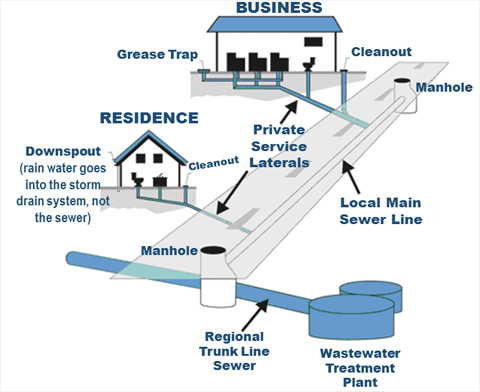 BUSINESS
Grease Trap
Cleanout
Manhole
RESIDENCE
Private
Service
Laterals
Downspout
(rain water goes
into the storm
drain system, not
the sewer)
Cleanout
Local Main
Sewer Line
Manhole
Regional
Trunk Line
Sewer
Wastewater
Treatment
Plant